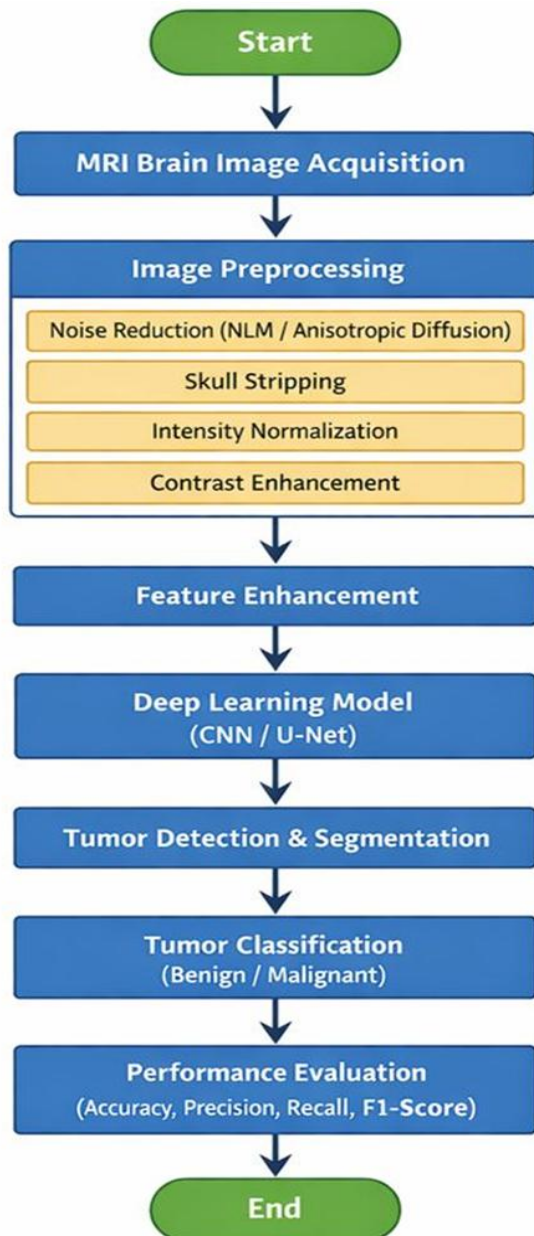 Start
MRI Brain Image Acquisition
Image Preprocessing
Noise Reduction (NLM / Anisotropic Diffusion)
Skull Stripping
Intensity Normalization
Contrast Enhancement
Feature Enhancement
Deep Learning Model
(CNN / U-Net)
Tumor Detection & Segmentation
Tumor Classification
(Benign / Malignant)
Performance Evaluation
(Accuracy, Precision, Recall, F1-Score)
End